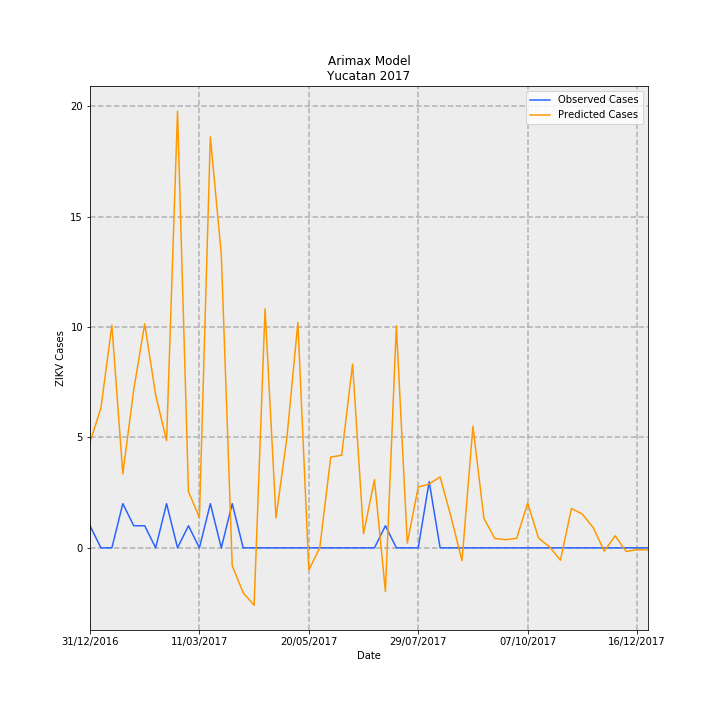 Arimax Model
Yucatan 2017
Observed Cases
Predicted Cases
20
15
10
5
0
ZIKV Cases
31/12/2016 11/03/2017 20/05/2017 29/07/2017 07/10/2017 16/12/2017
Date